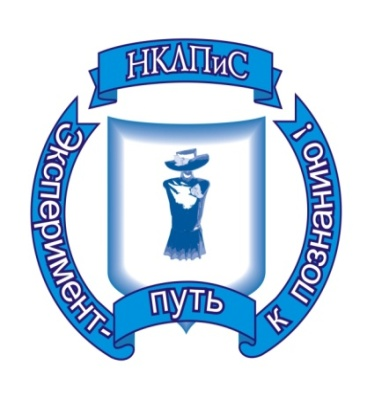 НКЛПиС
Эксперимент-
путь
к познанию!